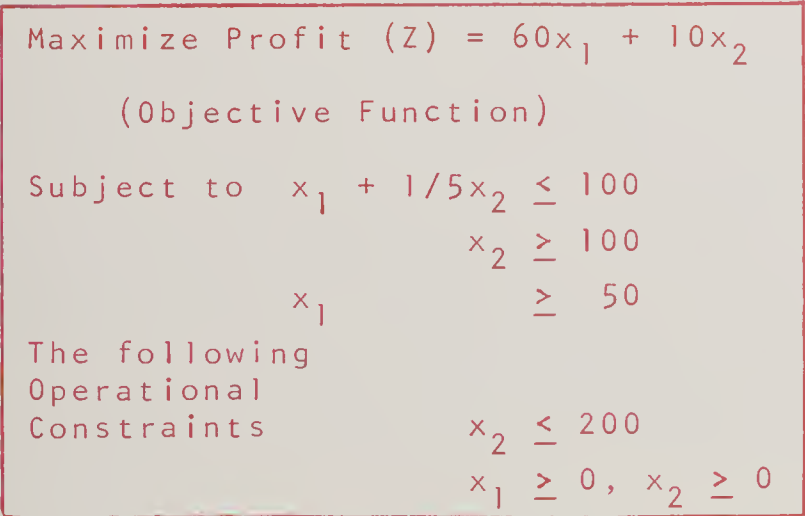 Maximize Profit (Z) = 60x₁ + 10x₂
(Objective Function)
Subject to x₁ + 1/5x₂ ≤ 100
x₂ ≥ 100
x₁ ≥ 50
The following
Operational
Constraints x₂ ≤ 200
x₁ ≥ 0, x₂ ≥ 0